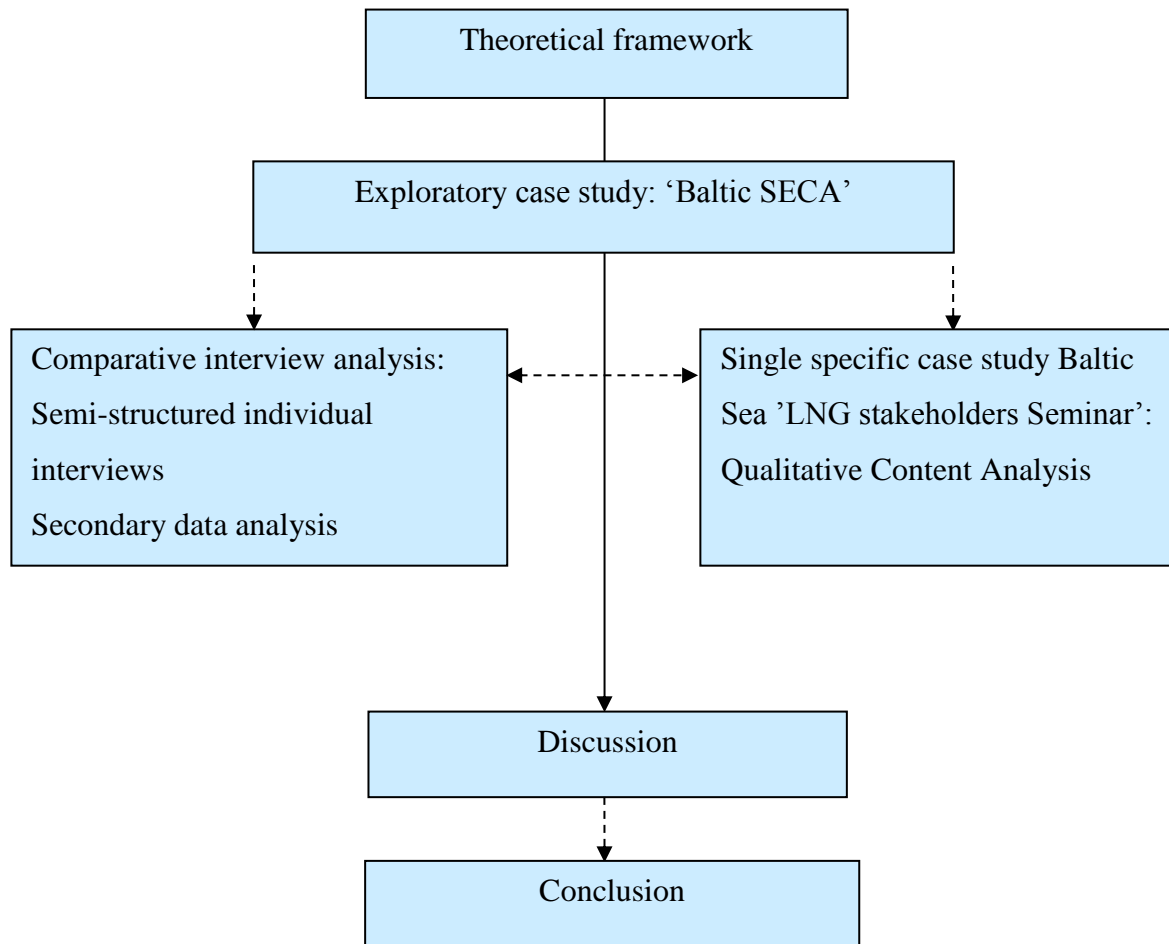 Theoretical framework
Exploratory case study: ‘Baltic SECA’
Comparative interview analysis:
Semi-structured individual
interviews
Secondary data analysis
Single specific case study Baltic
Sea ’LNG stakeholders Seminar’:
Qualitative Content Analysis
Discussion
Conclusion